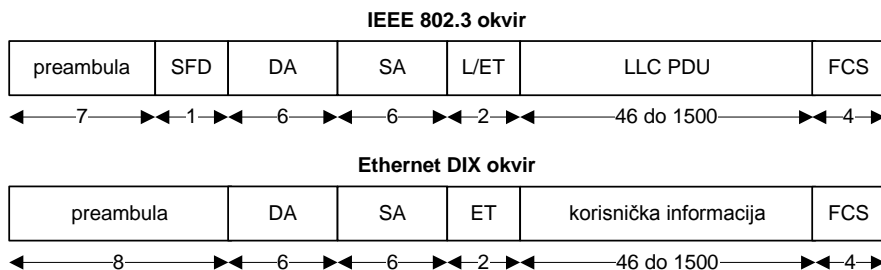 IEEE 802.3 okvir
preambula SFD DA SA L/ET LLC PDU FCS
7 1 6 6 2 46 do 1500 4
Ethernet DIX okvir
preambula DA SA ET korisnička informacija FCS
8 6 6 2 46 do 1500 4